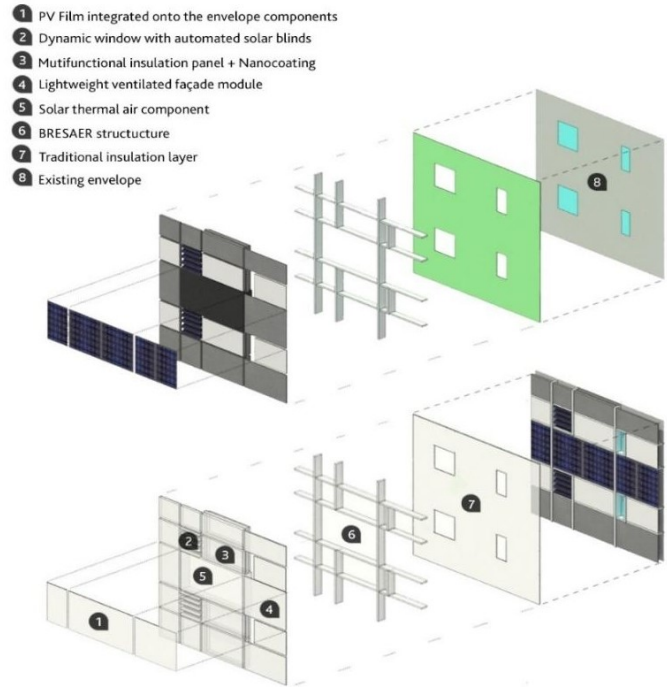 1 PV Film integrated onto the envelope components
2 Dynamic window with automated solar blinds
3 Mutifunctional insulation panel + Nanocoating
4 Lightweight ventilated façade module
5 Solar thermal air component
6 BRESAER structucture
7 Traditional insulation layer
8 Existing envelope
8
2
3
5
4
1
6
7